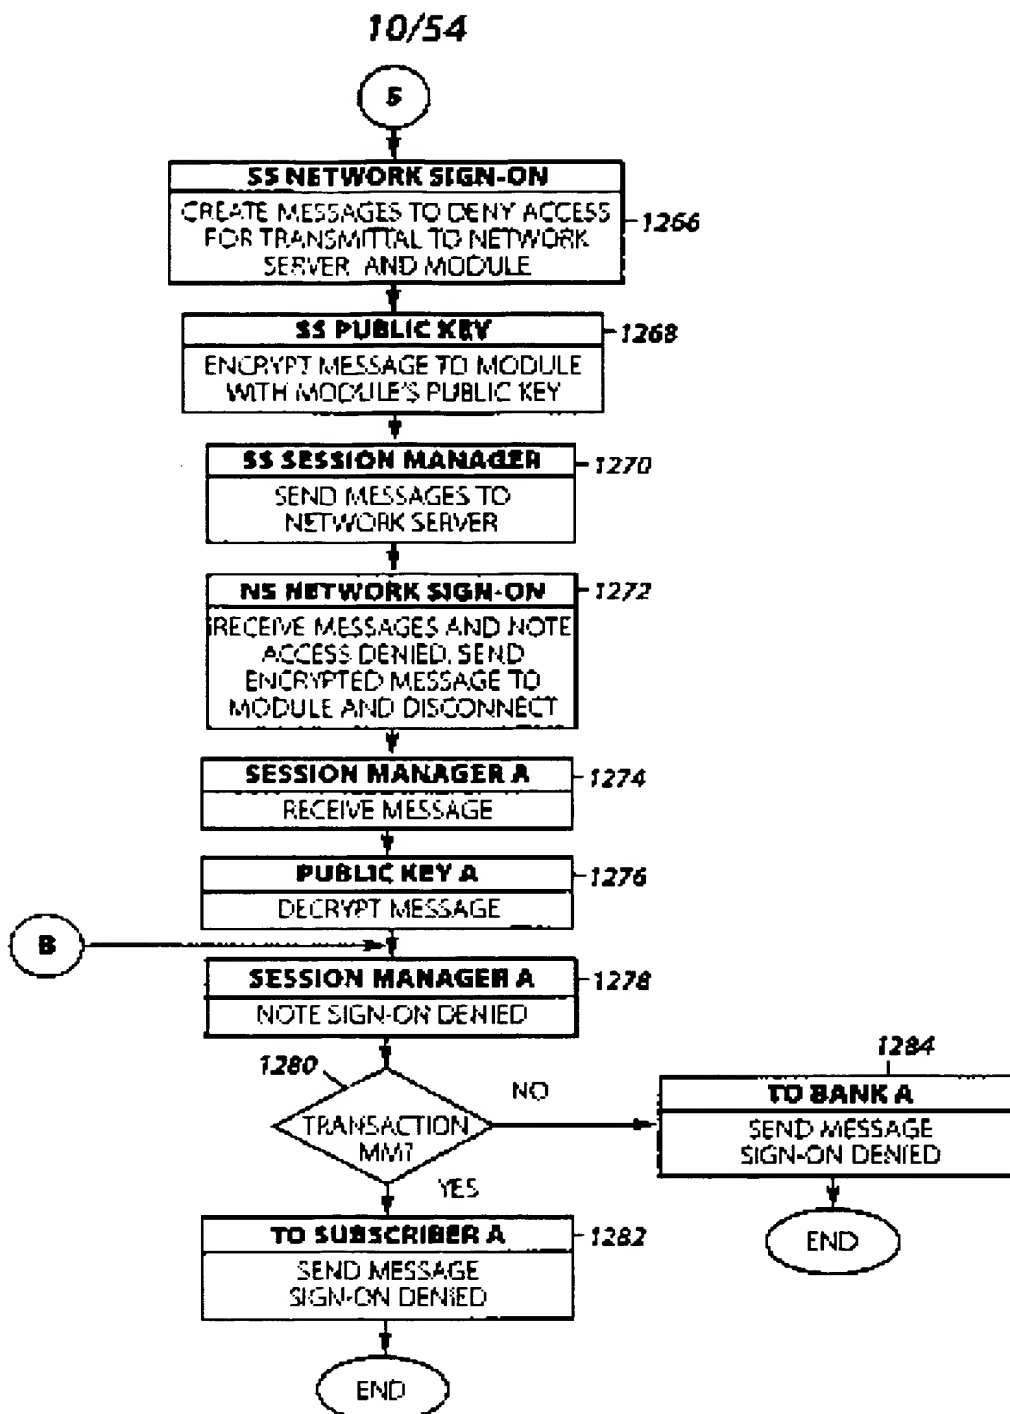 10/54
5
SS NETWORK SIGN-ON
CREATE MESSAGES TO DENY ACCESS
FOR TRANSMITTAL TO NETWORK
SERVER AND MODULE
1266
SS PUBLIC KEY
1268
ENCRYPT MESSAGE TO MODULE
WITH MODULE'S PUBLIC KEY
SS SESSION MANAGER
1270
SEND MESSAGES TO
NETWORK SERVER
NS NETWORK SIGN-ON
1272
RECEIVE MESSAGES AND NOTE
ACCESS DENIED. SEND
ENCRYPTED MESSAGE TO
MODULE AND DISCONNECT
SESSION MANAGER A
1274
RECEIVE MESSAGE
PUBLIC KEY A
1276
DECRYPT MESSAGE
B
SESSION MANAGER A
1278
NOTE SIGN-ON DENIED
1280
TRANSACTION
MM?
NO
YES
1284
TO BANK A
SEND MESSAGE
SIGN-ON DENIED
END
TO SUBSCRIBER A
1282
SEND MESSAGE
SIGN-ON DENIED
END